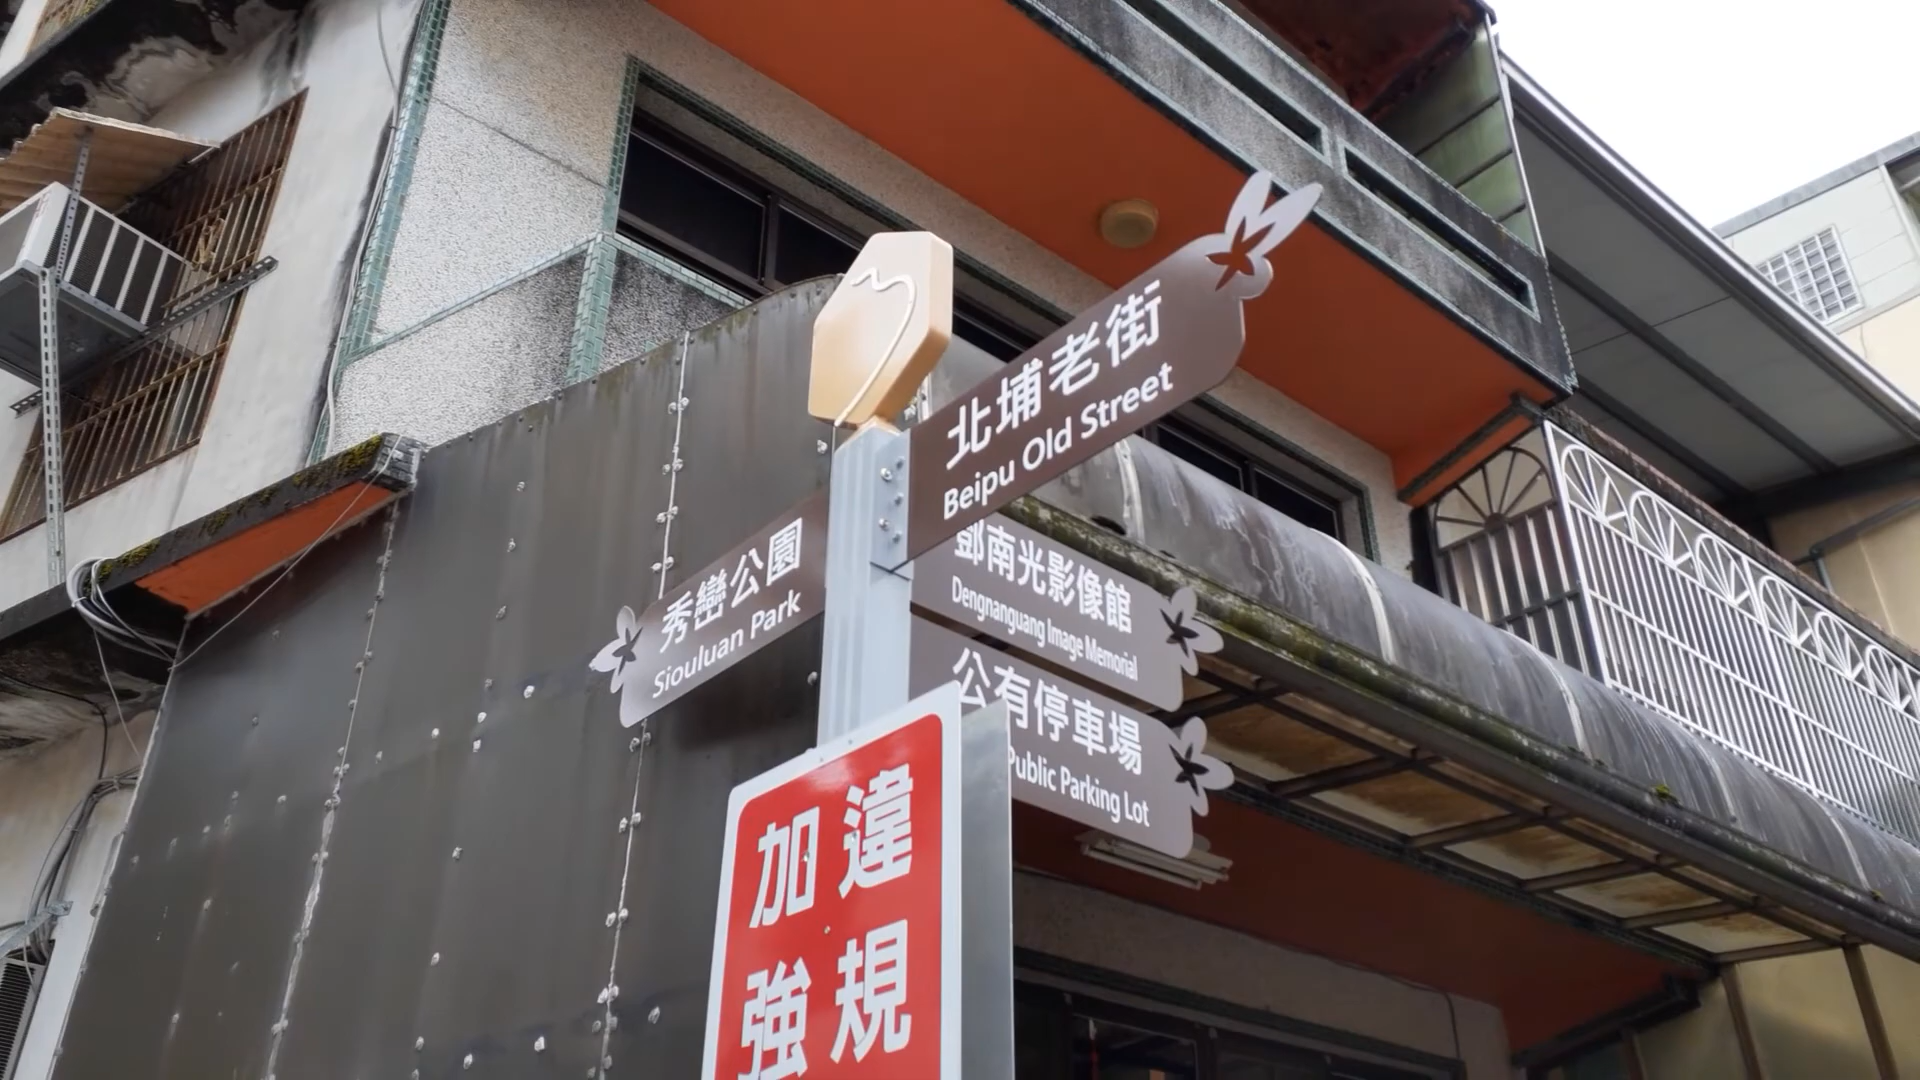 北埔老街
Beipu Old Street
秀巒公園
Siouluan Park
鄧南光影像館
Dengnanguang Image Memorial
公有停車場
Public Parking Lot
違規
加強